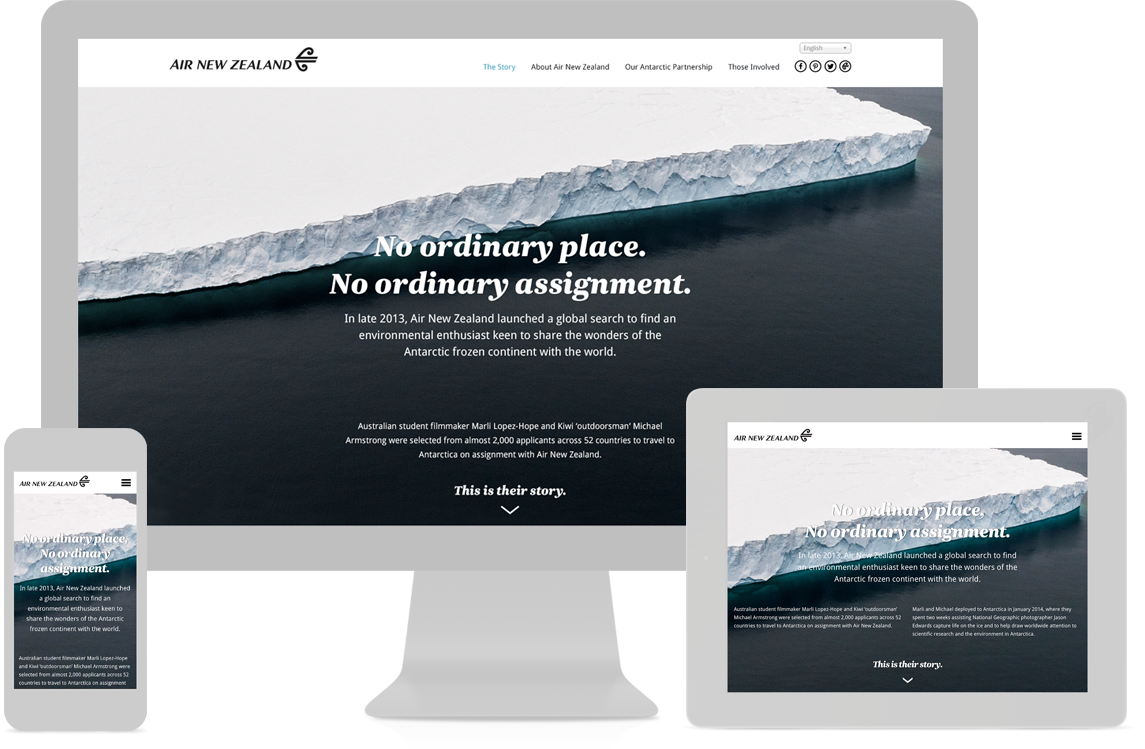 AIR NEW ZEALAND
English
The Story
About Air New Zealand
Our Antarctic Partnership
Those Involved
No ordinary place.
No ordinary assignment.
In late 2013, Air New Zealand launched a global search to find an
environmental enthusiast keen to share the wonders of the
Antarctic frozen continent with the world.
Australian student filmmaker Marli Lopez-Hope and Kiwi ‘outdoorsman’ Michael
Armstrong were selected from almost 2,000 applicants across 52 countries to travel to
Antarctica on assignment with Air New Zealand.
This is their story.
AIR NEW ZEALAND
No ordinary place.
No ordinary
assignment.
In late 2013, Air New Zealand launched
a global search to find an
environmental enthusiast keen to
share the wonders of the Antarctic
frozen continent with the world.
Australian student filmmaker Marli Lopez-Hope
and Kiwi ‘outdoorsman’ Michael Armstrong were
selected from almost 2,000 applicants across 52
countries to travel to Antarctica on assignment
AIR NEW ZEALAND
No ordinary place.
No ordinary assignment.
In late 2013, Air New Zealand launched a global search to find
an environmental enthusiast keen to share the wonders of the
Antarctic frozen continent with the world.
Australian student filmmaker Marli Lopez-Hope and Kiwi ‘outdoorsman’
Michael Armstrong were selected from almost 2,000 applicants across 52
countries to travel to Antarctica on assignment with Air New Zealand.
Marli and Michael deployed to Antarctica in January 2014, where they
spent two weeks assisting National Geographic photographer Jason
Edwards capture life on the ice and to help draw worldwide attention to
scientific research and the environment in Antarctica.
This is their story.